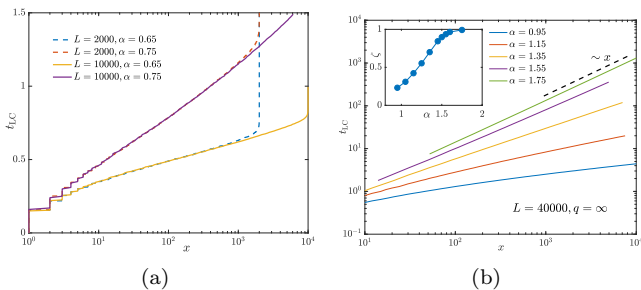 1.5
1
0.5
0
t_LC
10^0
10^1
10^2
10^3
10^4
x
L = 2000, α = 0.65
L = 2000, α = 0.75
L = 10000, α = 0.65
L = 10000, α = 0.75
(a)
10^4
10^3
10^2
10^1
10^0
10^-1
t_LC
10^1
10^2
10^3
10^4
x
1
0.5
0
ζ
1
α
1.5
2
α = 0.95
α = 1.15
α = 1.35
α = 1.55
α = 1.75
∼ x
L = 40000, q = ∞
(b)